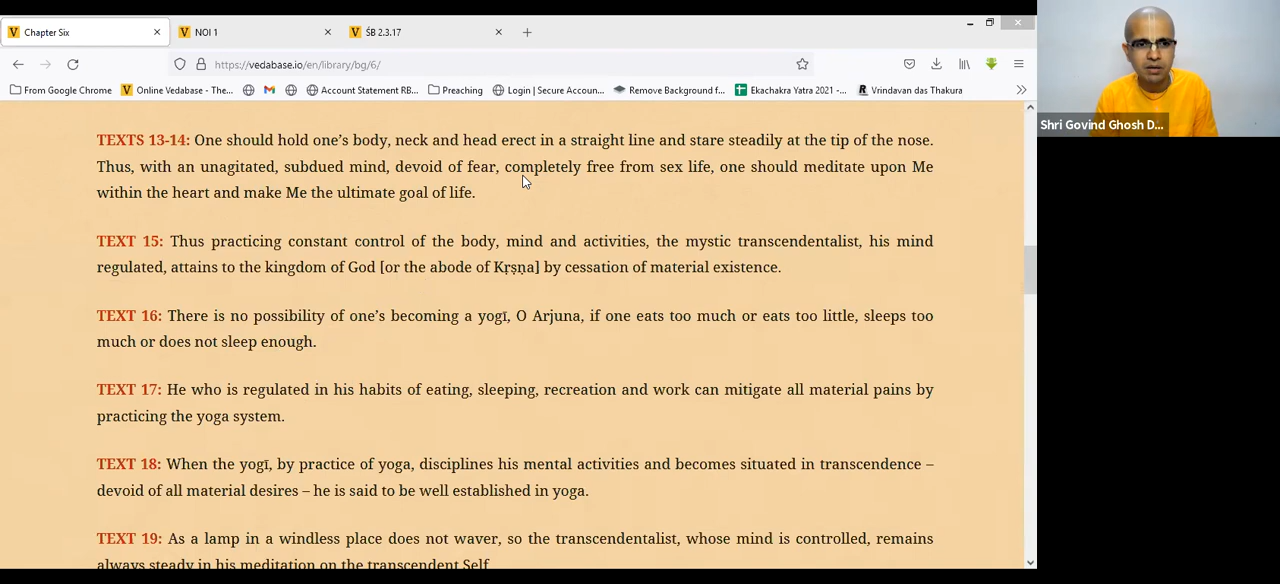 Chapter Six
NOI 1
ŚB 2.3.17
https://vedabase.io/en/library/bg/6/
From Google Chrome
Online Vedabase - The...
Account Statement RB...
Preaching
Login | Secure Accoun...
Remove Background f...
Ekachakra Yatra 2021 -...
Vrindavan das Thakura
Shri Govind Ghosh D...
TEXTS 13-14: One should hold one's body, neck and head erect in a straight line and stare steadily at the tip of the nose.
Thus, with an unagitated, subdued mind, devoid of fear, completely free from sex life, one should meditate upon Me
within the heart and make Me the ultimate goal of life.
TEXT 15: Thus practicing constant control of the body, mind and activities, the mystic transcendentalist, his mind
regulated, attains to the kingdom of God [or the abode of Kṛṣṇa] by cessation of material existence.
TEXT 16: There is no possibility of one's becoming a yogī, O Arjuna, if one eats too much or eats too little, sleeps too
much or does not sleep enough.
TEXT 17: He who is regulated in his habits of eating, sleeping, recreation and work can mitigate all material pains by
practicing the yoga system.
TEXT 18: When the yogī, by practice of yoga, disciplines his mental activities and becomes situated in transcendence –
devoid of all material desires – he is said to be well established in yoga.
TEXT 19: As a lamp in a windless place does not waver, so the transcendentalist, whose mind is controlled, remains
always steady in his meditation on the transcendent Self